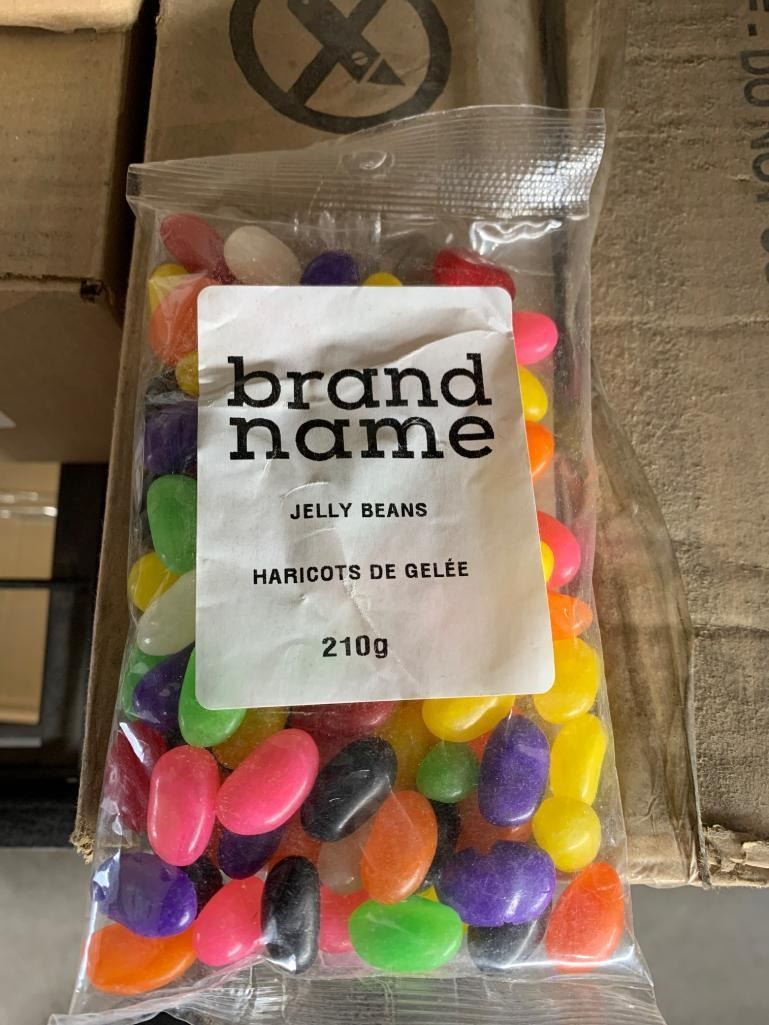 brand
name
JELLY BEANS
HARICOTS DE GELÉE
210g